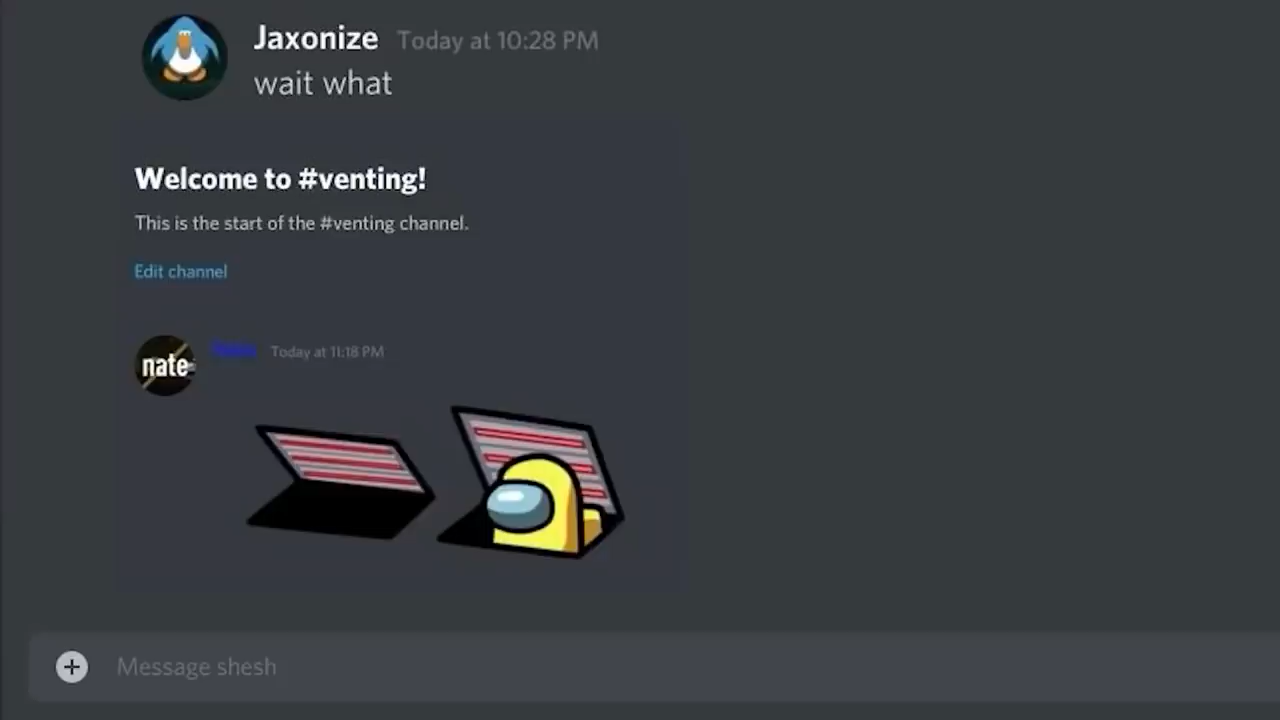 Jaxonize Today at 10:28 PM
wait what
Welcome to #venting!
This is the start of the #venting channel.
Edit channel
nate Today at 11:18 PM
Message shesh